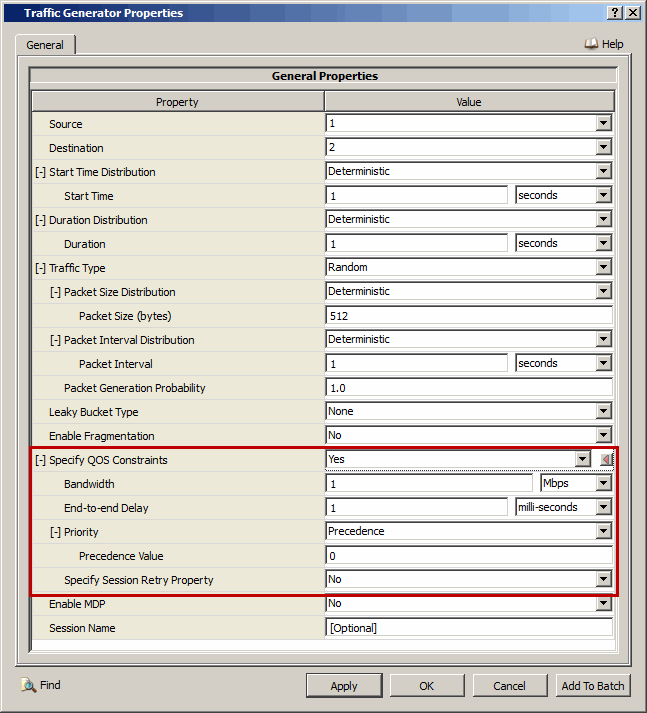 Traffic Generator Properties ? X
General
Help
General Properties
Property Value
Source 1
Destination 2
[-] Start Time Distribution Deterministic
Start Time 1 seconds
[-] Duration Distribution Deterministic
Duration 1 seconds
[-] Traffic Type Random
[-] Packet Size Distribution Deterministic
Packet Size (bytes) 512
[-] Packet Interval Distribution Deterministic
Packet Interval 1 seconds
Packet Generation Probability 1.0
Leaky Bucket Type None
Enable Fragmentation No
[-] Specify QOS Constraints Yes
Bandwidth 1 Mbps
End-to-end Delay 1 milli-seconds
[-] Priority Precedence
Precedence Value 0
Specify Session Retry Property No
Enable MDP No
Session Name [Optional]
Find Apply OK Cancel Add To Batch